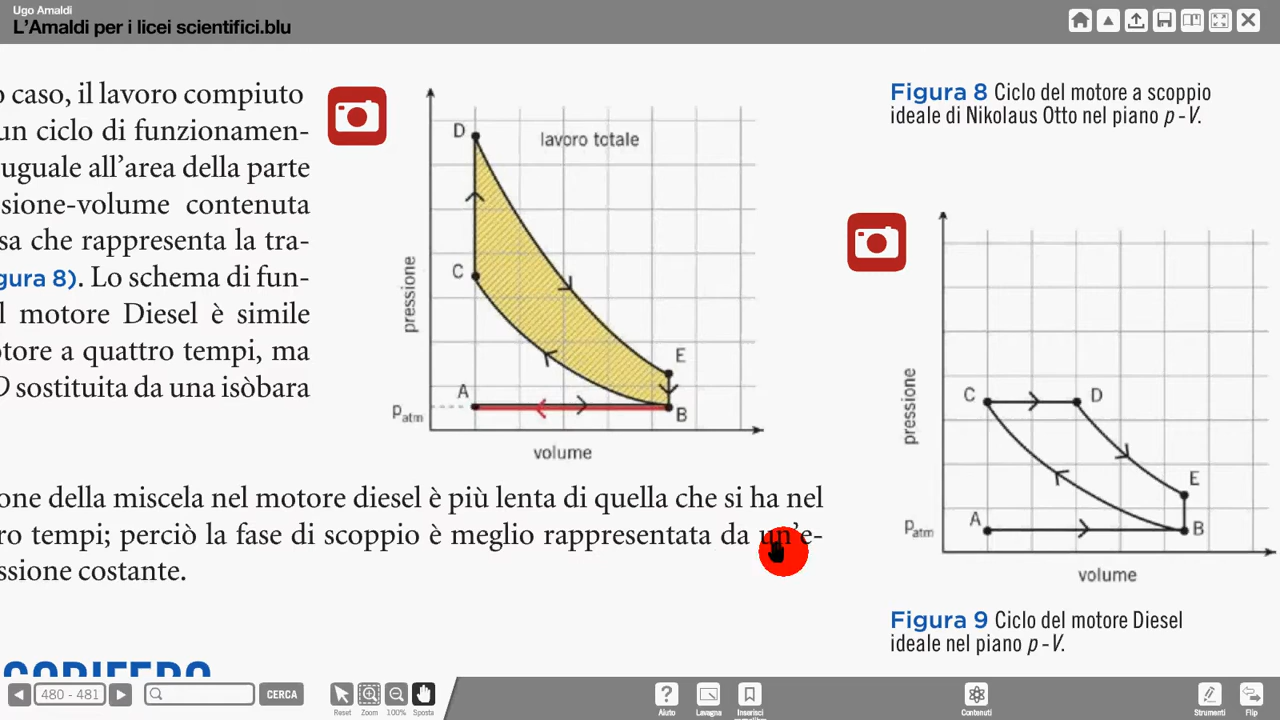 Ugo Amaldi
L'Amaldi per i licei scientifici.blu
o caso, il lavoro compiuto
un ciclo di funzionamen-
uguale all'area della parte
sione-volume contenuta
sa che rappresenta la tra-
gura 8). Lo schema di fun-
l motore Diesel è simile
otore a quattro tempi, ma
D sostituita da una isòbara
D
lavoro totale
C
pressione
E
A
B
patm
volume
Figura 8 Ciclo del motore a scoppio
ideale di Nikolaus Otto nel piano p-V.
C
D
pressione
E
A
B
patm
volume
Figura 9 Ciclo del motore Diesel
ideale nel piano p-V.
one della miscela nel motore diesel è più lenta di quella che si ha nel
ro tempi; perciò la fase di scoppio è meglio rappresentata da un'e-
ssione costante.
480 - 481
CERCA
Reset
Zoom
100%
Sposta
Aiuto
Lavagna
Inserisci
Contenuti
Strumenti
Flip